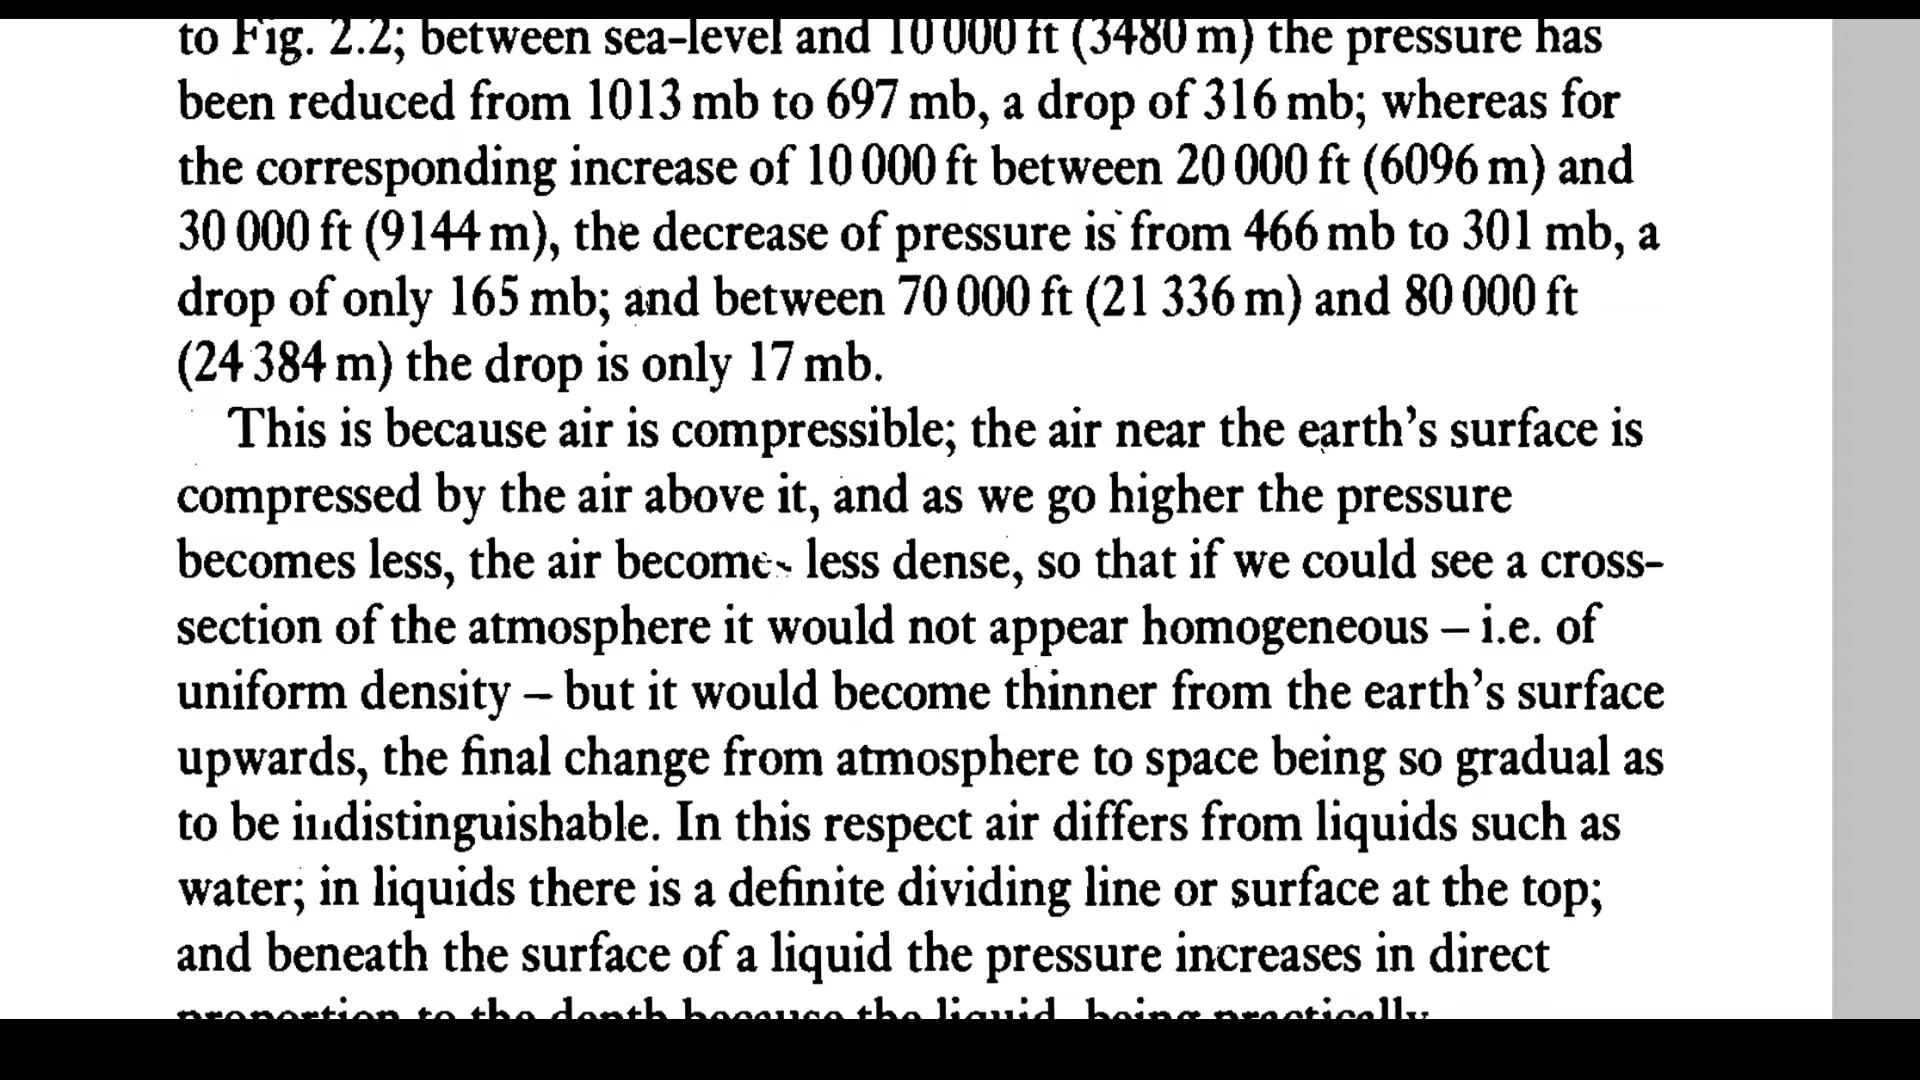 to Fig. 2.2; between sea-level and 10 000 ft (3480 m) the pressure has
been reduced from 1013 mb to 697 mb, a drop of 316 mb; whereas for
the corresponding increase of 10 000 ft between 20 000 ft (6096 m) and
30 000 ft (9144 m), the decrease of pressure is from 466 mb to 301 mb, a
drop of only 165 mb; and between 70 000 ft (21 336 m) and 80 000 ft
(24 384 m) the drop is only 17 mb.
This is because air is compressible; the air near the earth's surface is
compressed by the air above it, and as we go higher the pressure
becomes less, the air becomes less dense, so that if we could see a cross-
section of the atmosphere it would not appear homogeneous – i.e. of
uniform density – but it would become thinner from the earth's surface
upwards, the final change from atmosphere to space being so gradual as
to be indistinguishable. In this respect air differs from liquids such as
water; in liquids there is a definite dividing line or surface at the top;
and beneath the surface of a liquid the pressure increases in direct
proportion to the depth because the liquid, being practically